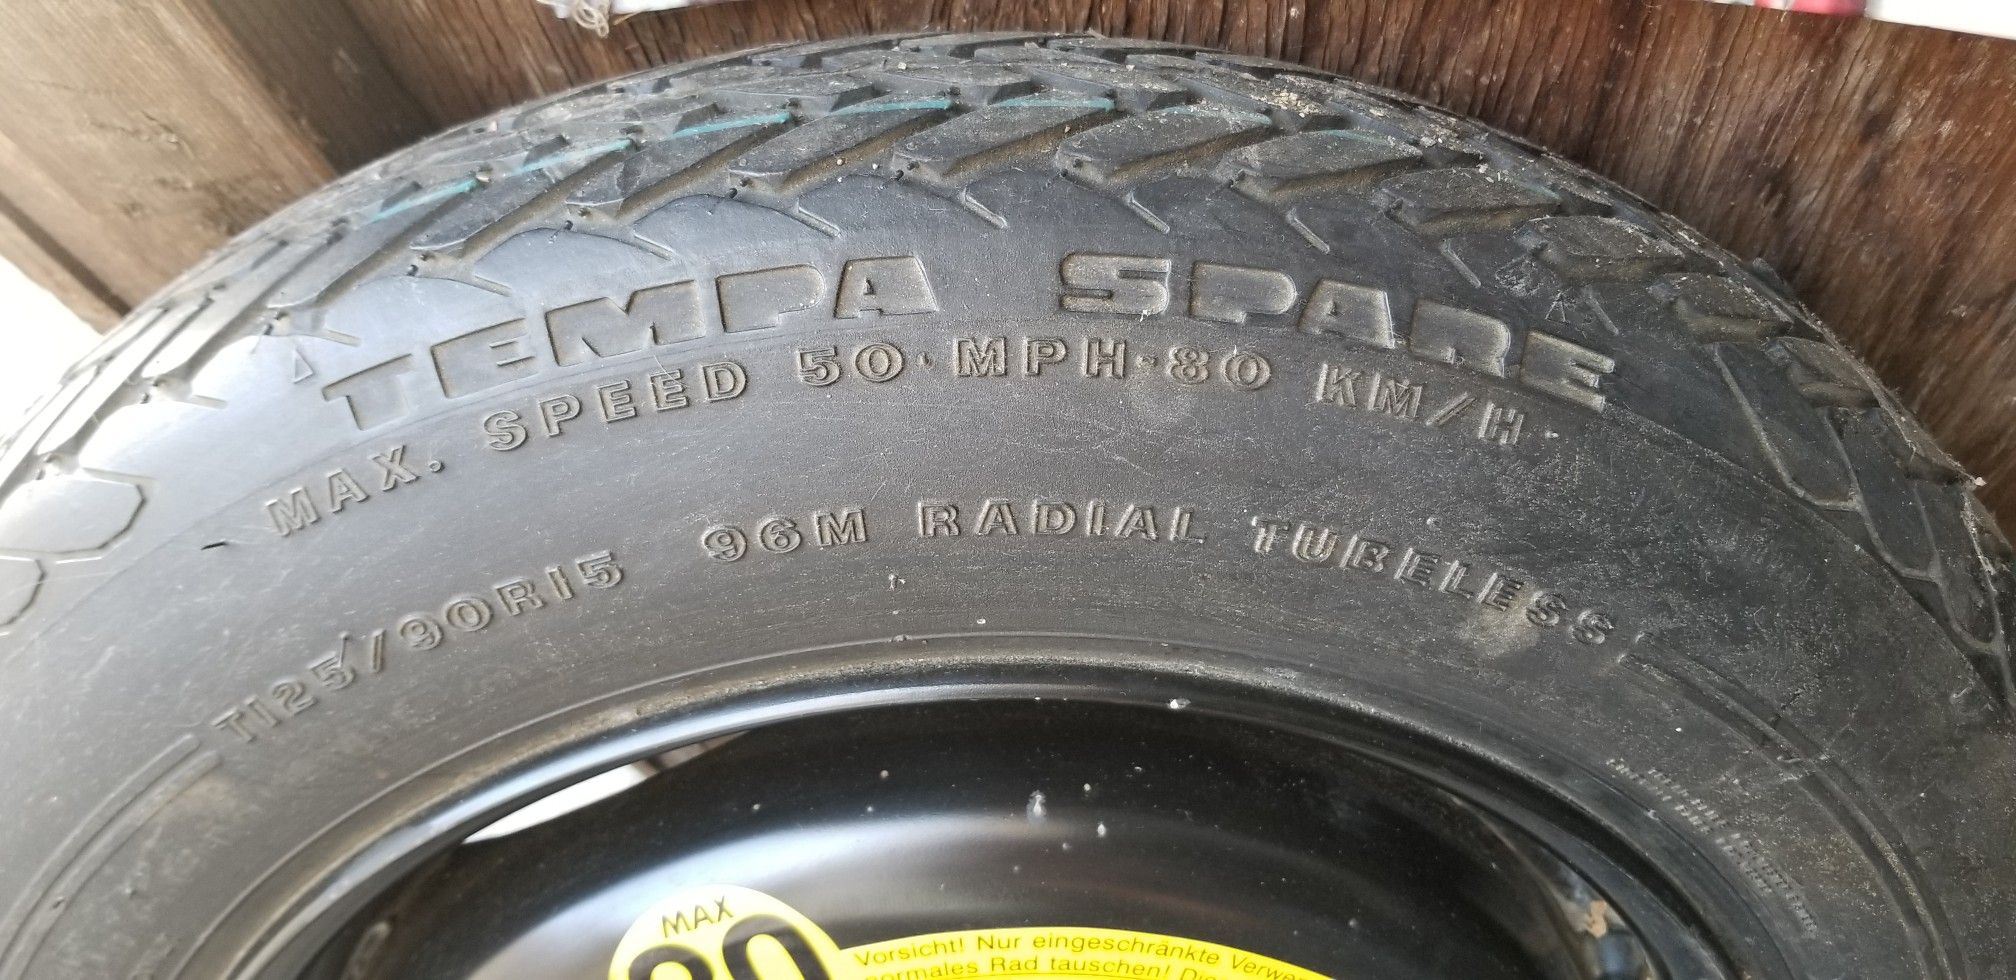 TEMPA SPARE
MAX. SPEED 50 · MPH - 80 KM/H
T125/90R15 96M RADIAL TUBELESS
MAX
80
Vorsicht! Nur eingeschränkte
normales Rad tauschen!